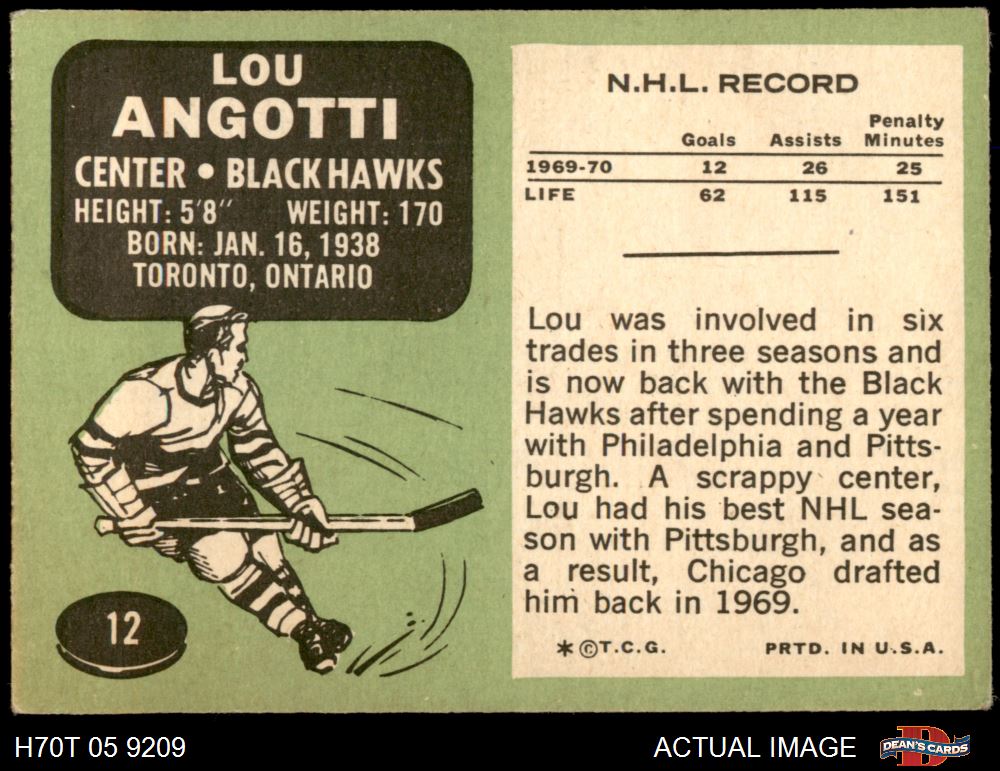 LOU
ANGOTTI
CENTER • BLACK HAWKS
HEIGHT: 5'8" WEIGHT: 170
BORN: JAN. 16, 1938
TORONTO, ONTARIO
12
N.H.L. RECORD
Goals Assists Penalty Minutes
1969-70 12 26 25
LIFE 62 115 151
Lou was involved in six
trades in three seasons and
is now back with the Black
Hawks after spending a year
with Philadelphia and Pitts-
burgh. A scrappy center,
Lou had his best NHL sea-
son with Pittsburgh, and as
a result, Chicago drafted
him back in 1969.
* © T.C.G. PRTD. IN U.S.A.
H70T 05 9209 ACTUAL IMAGE DEAN'S CARDS